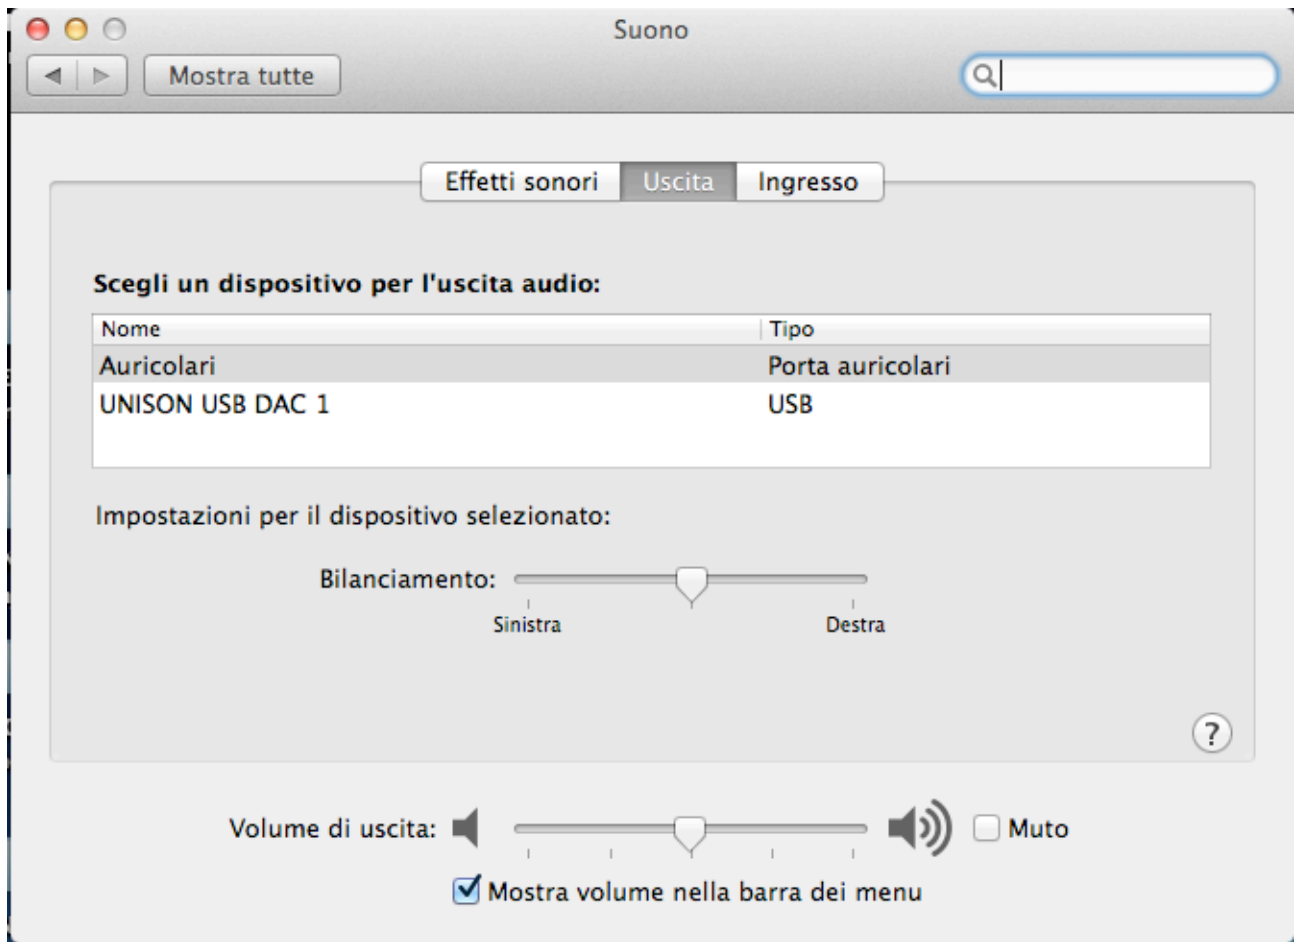 Suono
Mostra tutte
Effetti sonori Uscita Ingresso
Scegli un dispositivo per l'uscita audio:
Nome Tipo
Auricolari Porta auricolari
UNISON USB DAC 1 USB
Impostazioni per il dispositivo selezionato:
Bilanciamento:
Sinistra Destra
?
Volume di uscita: Muto
Mostra volume nella barra dei menu